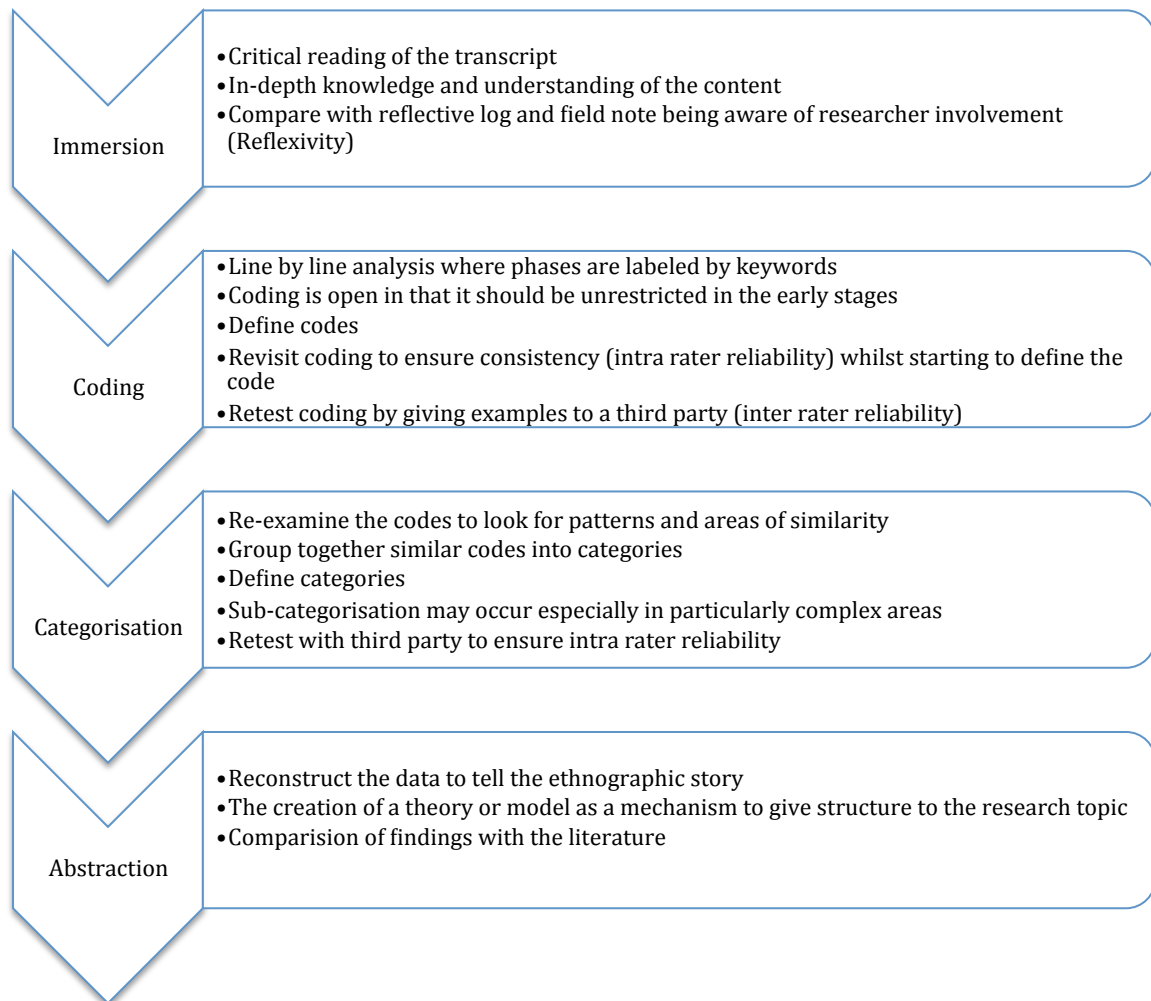 Immersion
•Critical reading of the transcript
•In-depth knowledge and understanding of the content
•Compare with reflective log and field note being aware of researcher involvement
(Reflexivity)
Coding
•Line by line analysis where phases are labeled by keywords
•Coding is open in that it should be unrestricted in the early stages
•Define codes
•Revisit coding to ensure consistency (intra rater reliability) whilst starting to define the
code
•Retest coding by giving examples to a third party (inter rater reliability)
Categorisation
•Re-examine the codes to look for patterns and areas of similarity
•Group together similar codes into categories
•Define categories
•Sub-categorisation may occur especially in particularly complex areas
•Retest with third party to ensure intra rater reliability
Abstraction
•Reconstruct the data to tell the ethnographic story
•The creation of a theory or model as a mechanism to give structure to the research topic
•Comparision of findings with the literature